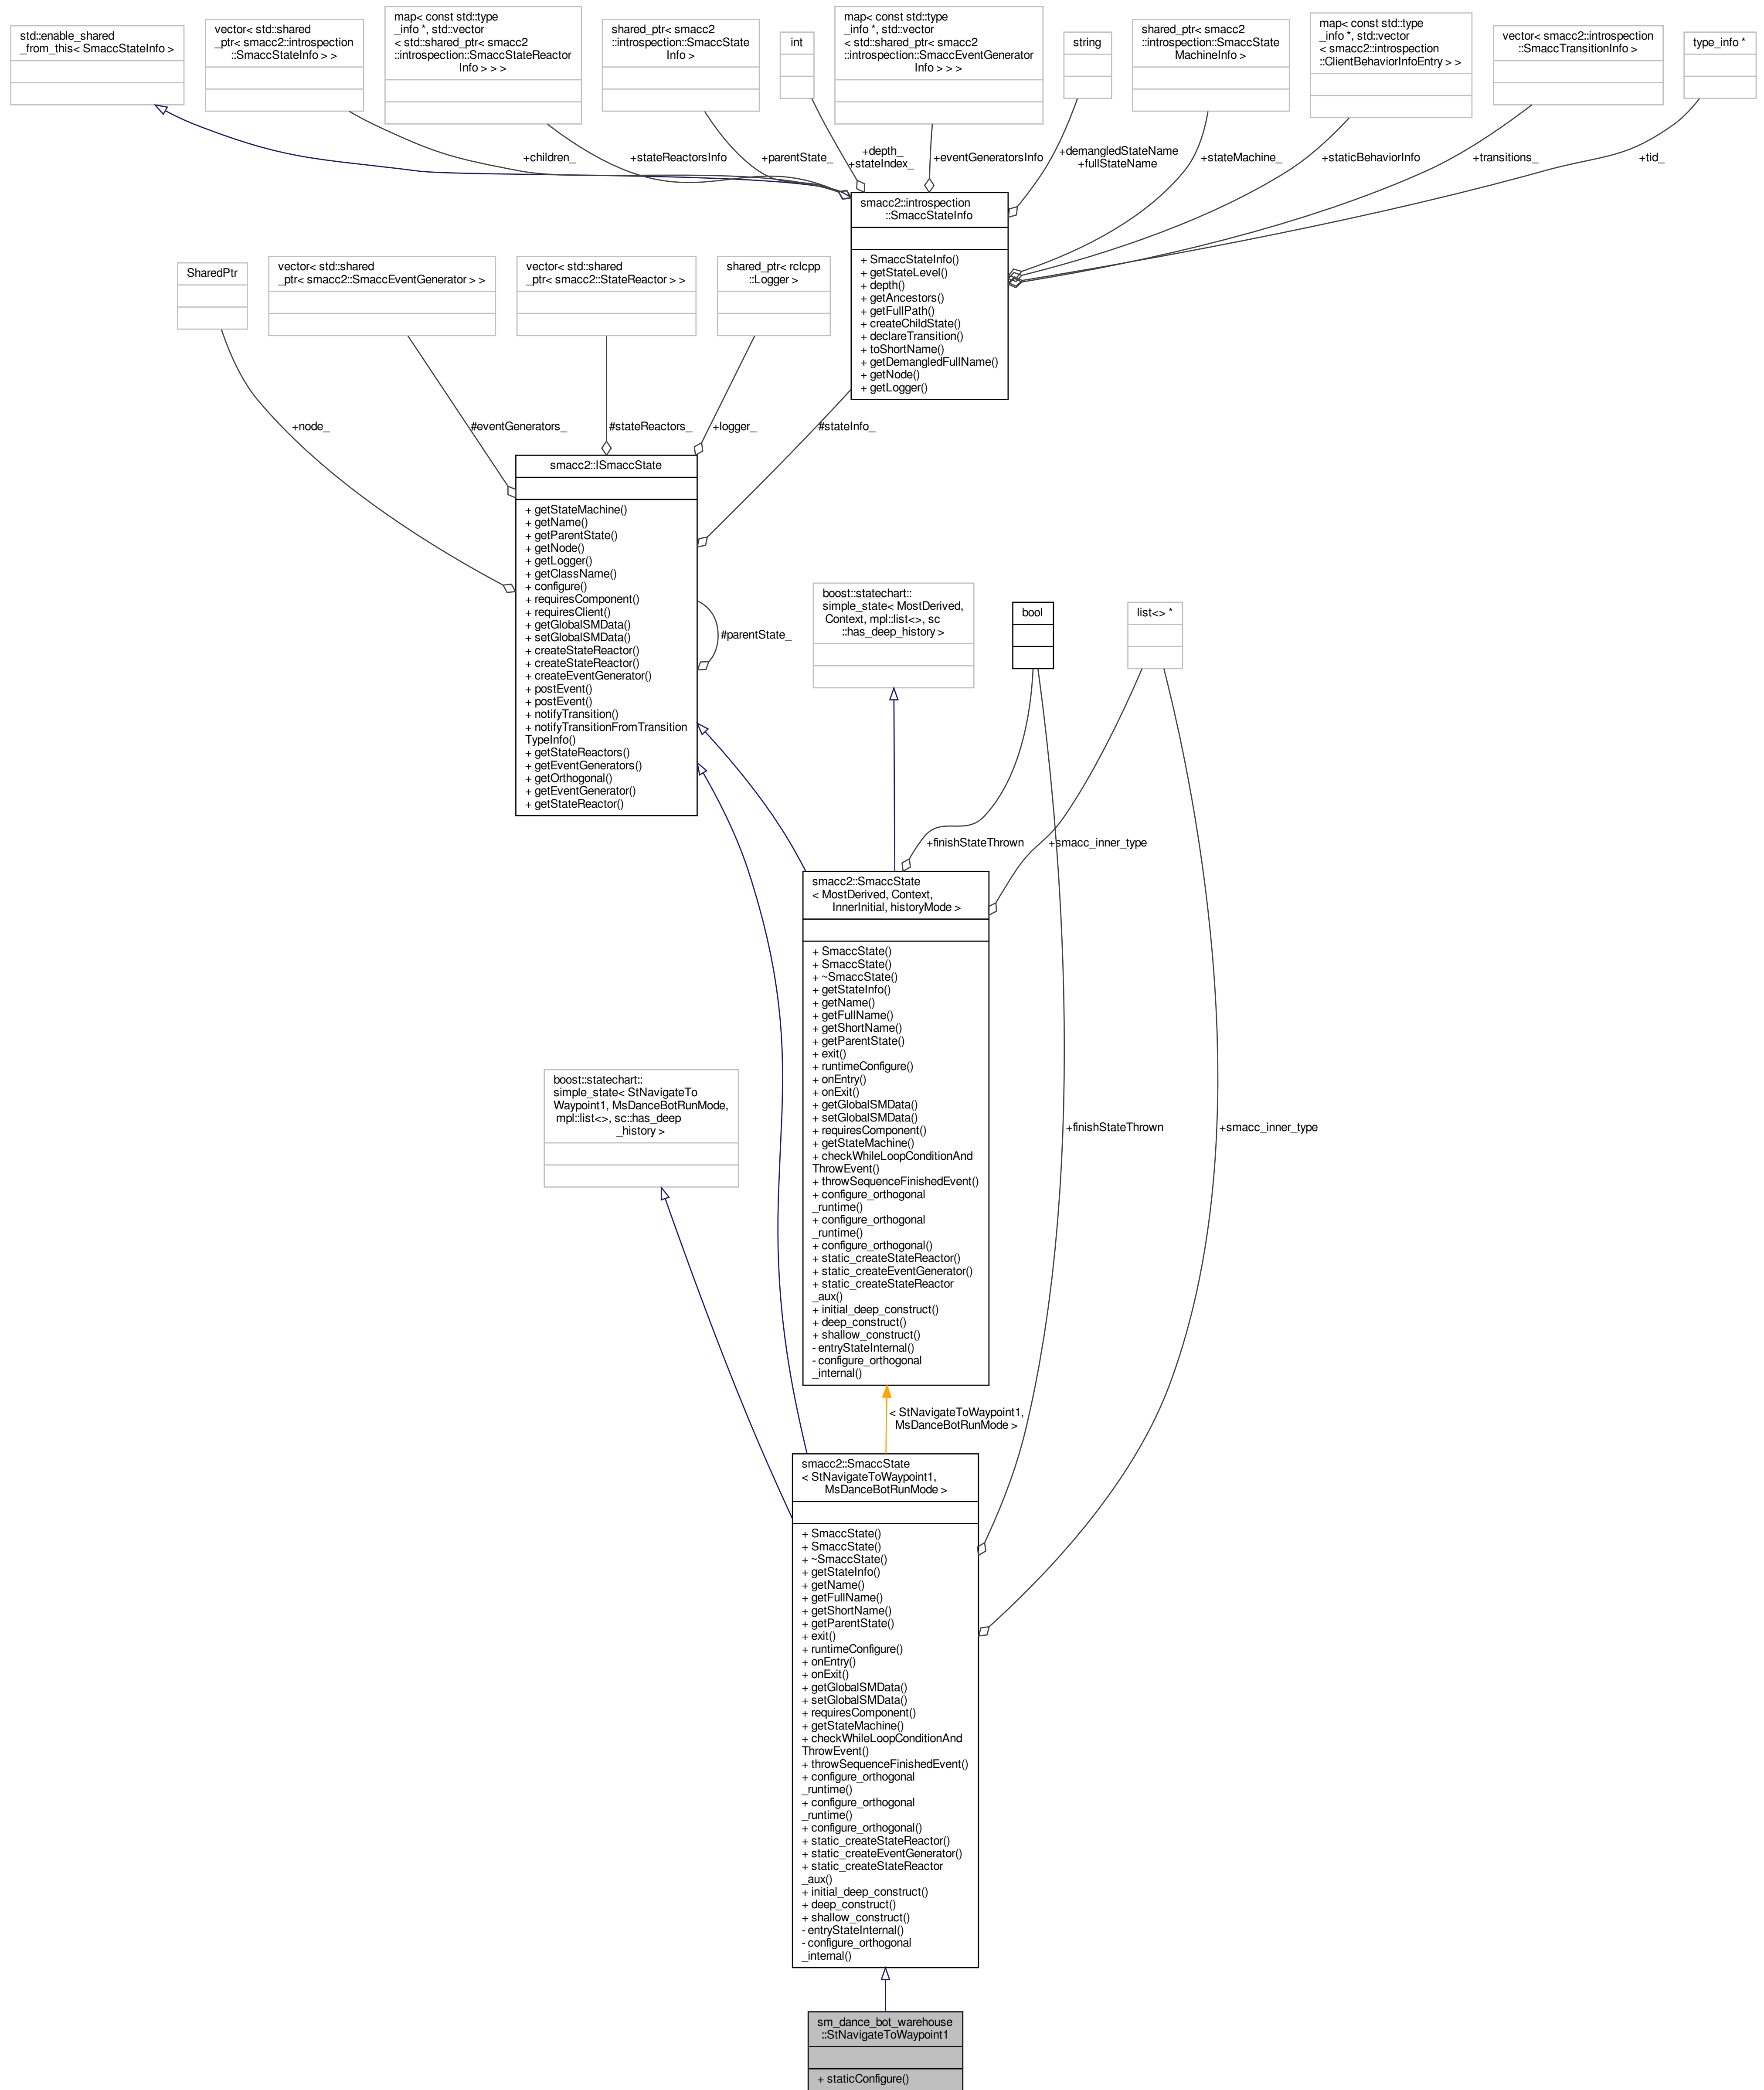 std::enable_shared
_from_this< SmaccStateInfo >
vector< std::shared
_ptr< smacc2::introspection
::SmaccStateInfo > >
map< const std::type
_info *, std::vector
< std::shared_ptr< smacc2
::introspection::SmaccStateReactor
Info > > >
shared_ptr< smacc2
::introspection::SmaccState
Info >
int
map< const std::type
_info *, std::vector
< std::shared_ptr< smacc2
::introspection::SmaccEventGenerator
Info > > >
string
shared_ptr< smacc2
::introspection::SmaccState
MachineInfo >
map< const std::type
_info *, std::vector
< smacc2::introspection
::ClientBehaviorInfoEntry > >
vector< smacc2::introspection
::SmaccTransitionInfo >
type_info *
+children_
+stateReactorsInfo
+parentState_
+depth_
+stateIndex_
+eventGeneratorsInfo
+demangledStateName
+fullStateName
+stateMachine_
+staticBehaviorInfo
+transitions_
+tid_
smacc2::introspection
::SmaccStateInfo
+ SmaccStateInfo()
+ getStateLevel()
+ depth()
+ getAncestors()
+ getFullPath()
+ createChildState()
+ declareTransition()
+ toShortName()
+ getDemangledFullName()
+ getNode()
+ getLogger()
SharedPtr
vector< std::shared
_ptr< smacc2::SmaccEventGenerator > >
vector< std::shared
_ptr< smacc2::StateReactor > >
shared_ptr< rclcpp
::Logger >
+node_
#eventGenerators_
#stateReactors_
+logger_
#stateInfo_
smacc2::ISmaccState
+ getStateMachine()
+ getName()
+ getParentState()
+ getNode()
+ getLogger()
+ getClassName()
+ configure()
+ requiresComponent()
+ requiresClient()
+ getGlobalSMData()
+ setGlobalSMData()
+ createStateReactor()
+ createStateReactor()
+ createEventGenerator()
+ postEvent()
+ postEvent()
+ notifyTransition()
+ notifyTransitionFromTransition
TypeInfo()
+ getStateReactors()
+ getEventGenerators()
+ getOrthogonal()
+ getEventGenerator()
+ getStateReactor()
#parentState_
boost::statechart::
simple_state< MostDerived,
Context, mpl::list<>, sc
::has_deep_history >
bool
list<> *
+finishStateThrown
+smacc_inner_type
smacc2::SmaccState
< MostDerived, Context,
InnerInitial, historyMode >
+ SmaccState()
+ SmaccState()
+ ~SmaccState()
+ getStateInfo()
+ getName()
+ getFullName()
+ getShortName()
+ getParentState()
+ exit()
+ runtimeConfigure()
+ onEntry()
+ onExit()
+ getGlobalSMData()
+ setGlobalSMData()
+ requiresComponent()
+ getStateMachine()
+ checkWhileLoopConditionAnd
ThrowEvent()
+ throwSequenceFinishedEvent()
+ configure_orthogonal
_runtime()
+ configure_orthogonal
_runtime()
+ configure_orthogonal()
+ static_createStateReactor()
+ static_createEventGenerator()
+ static_createStateReactor
_aux()
+ initial_deep_construct()
+ deep_construct()
+ shallow_construct()
- entryStateInternal()
- configure_orthogonal
_internal()
boost::statechart::
simple_state< StNavigateTo
Waypoint1, MsDanceBotRunMode,
mpl::list<>, sc::has_deep
_history >
+finishStateThrown
+smacc_inner_type
< StNavigateToWaypoint1,
MsDanceBotRunMode >
smacc2::SmaccState
< StNavigateToWaypoint1,
MsDanceBotRunMode >
+ SmaccState()
+ SmaccState()
+ ~SmaccState()
+ getStateInfo()
+ getName()
+ getFullName()
+ getShortName()
+ getParentState()
+ exit()
+ runtimeConfigure()
+ onEntry()
+ onExit()
+ getGlobalSMData()
+ setGlobalSMData()
+ requiresComponent()
+ getStateMachine()
+ checkWhileLoopConditionAnd
ThrowEvent()
+ throwSequenceFinishedEvent()
+ configure_orthogonal
_runtime()
+ configure_orthogonal
_runtime()
+ configure_orthogonal()
+ static_createStateReactor()
+ static_createEventGenerator()
+ static_createStateReactor
_aux()
+ initial_deep_construct()
+ deep_construct()
+ shallow_construct()
- entryStateInternal()
- configure_orthogonal
_internal()
sm_dance_bot_warehouse
::StNavigateToWaypoint1
+ staticConfigure()